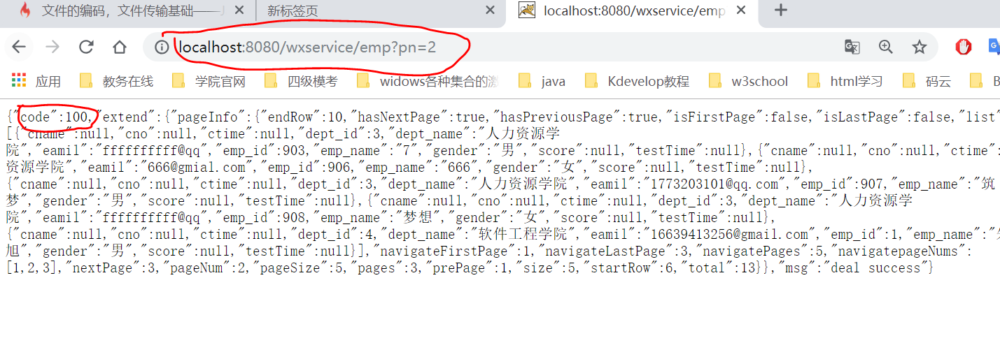 文件的编码，文件传输基础——J
新标签页
localhost:8080/wxservice/emp
localhost:8080/wxservice/emp?pn=2
应用 教务在线 学院官网 四级模考 widows各种集合的 java Kdevelop教程 w3school html学习 码云 B
{"code":100,"extend":{"pageInfo":{"endRow":10,"hasNextPage":true,"hasPreviousPage":true,"isFirstPage":false,"isLastPage":false,"list"
[{"cname":null,"cno":null,"ctime":null,"dept_id":3,"dept_name":"人力资源学
院","eamil":"ffffffffff@qq","emp_id":903,"emp_name":"7","gender":"男","score":null,"testTime":null},{"cname":null,"cno":null,"ctime":
资源学院","eamil":"666@gmial.com","emp_id":906,"emp_name":"666","gender":"女","score":null,"testTime":null},
{"cname":null,"cno":null,"ctime":null,"dept_id":3,"dept_name":"人力资源学院","eamil":"1773203101@qq.com","emp_id":907,"emp_name":"筑
梦","gender":"男","score":null,"testTime":null},{"cname":null,"cno":null,"ctime":null,"dept_id":3,"dept_name":"人力资源学
院","eamil":"ffffffffff@qq","emp_id":908,"emp_name":"梦想","gender":"女","score":null,"testTime":null},
{"cname":null,"cno":null,"ctime":null,"dept_id":4,"dept_name":"软件工程学院","eamil":"16639413256@gmail.com","emp_id":1,"emp_name":"
旭","gender":"男","score":null,"testTime":null}],"navigateFirstPage":1,"navigateLastPage":3,"navigatePages":5,"navigatepageNums":
[1,2,3],"nextPage":3,"pageNum":2,"pageSize":5,"pages":3,"prePage":1,"size":5,"startRow":6,"total":13}},"msg":"deal success"}